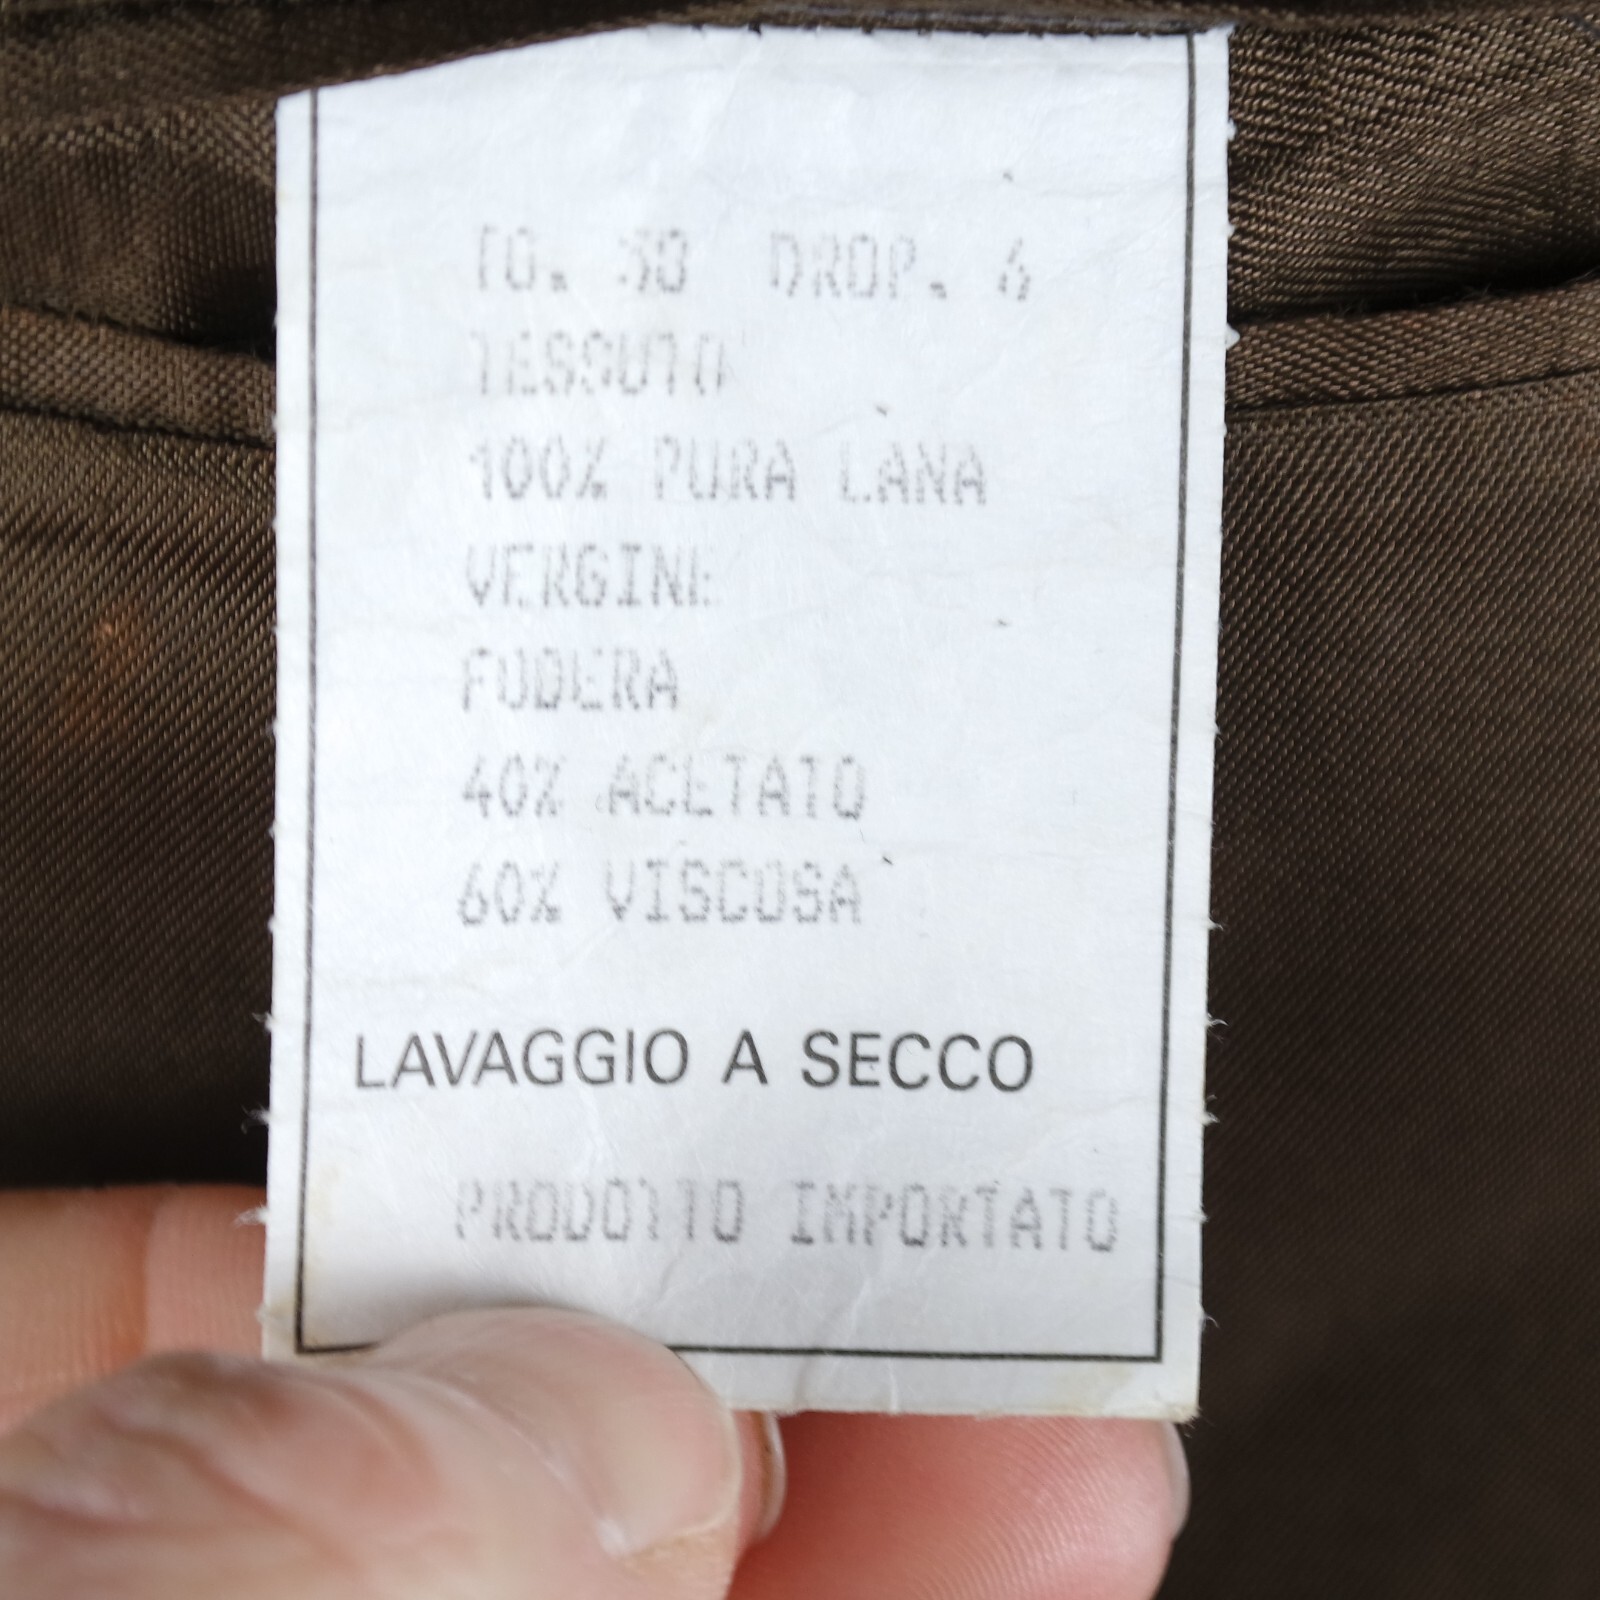 TG. 50 DROP. 6
TESSUTO
100% PURA LANA
VERGINE
FODERA
40% ACETATO
60% VISCOSA
LAVAGGIO A SECCO
PRODOTTO IMPORTATO